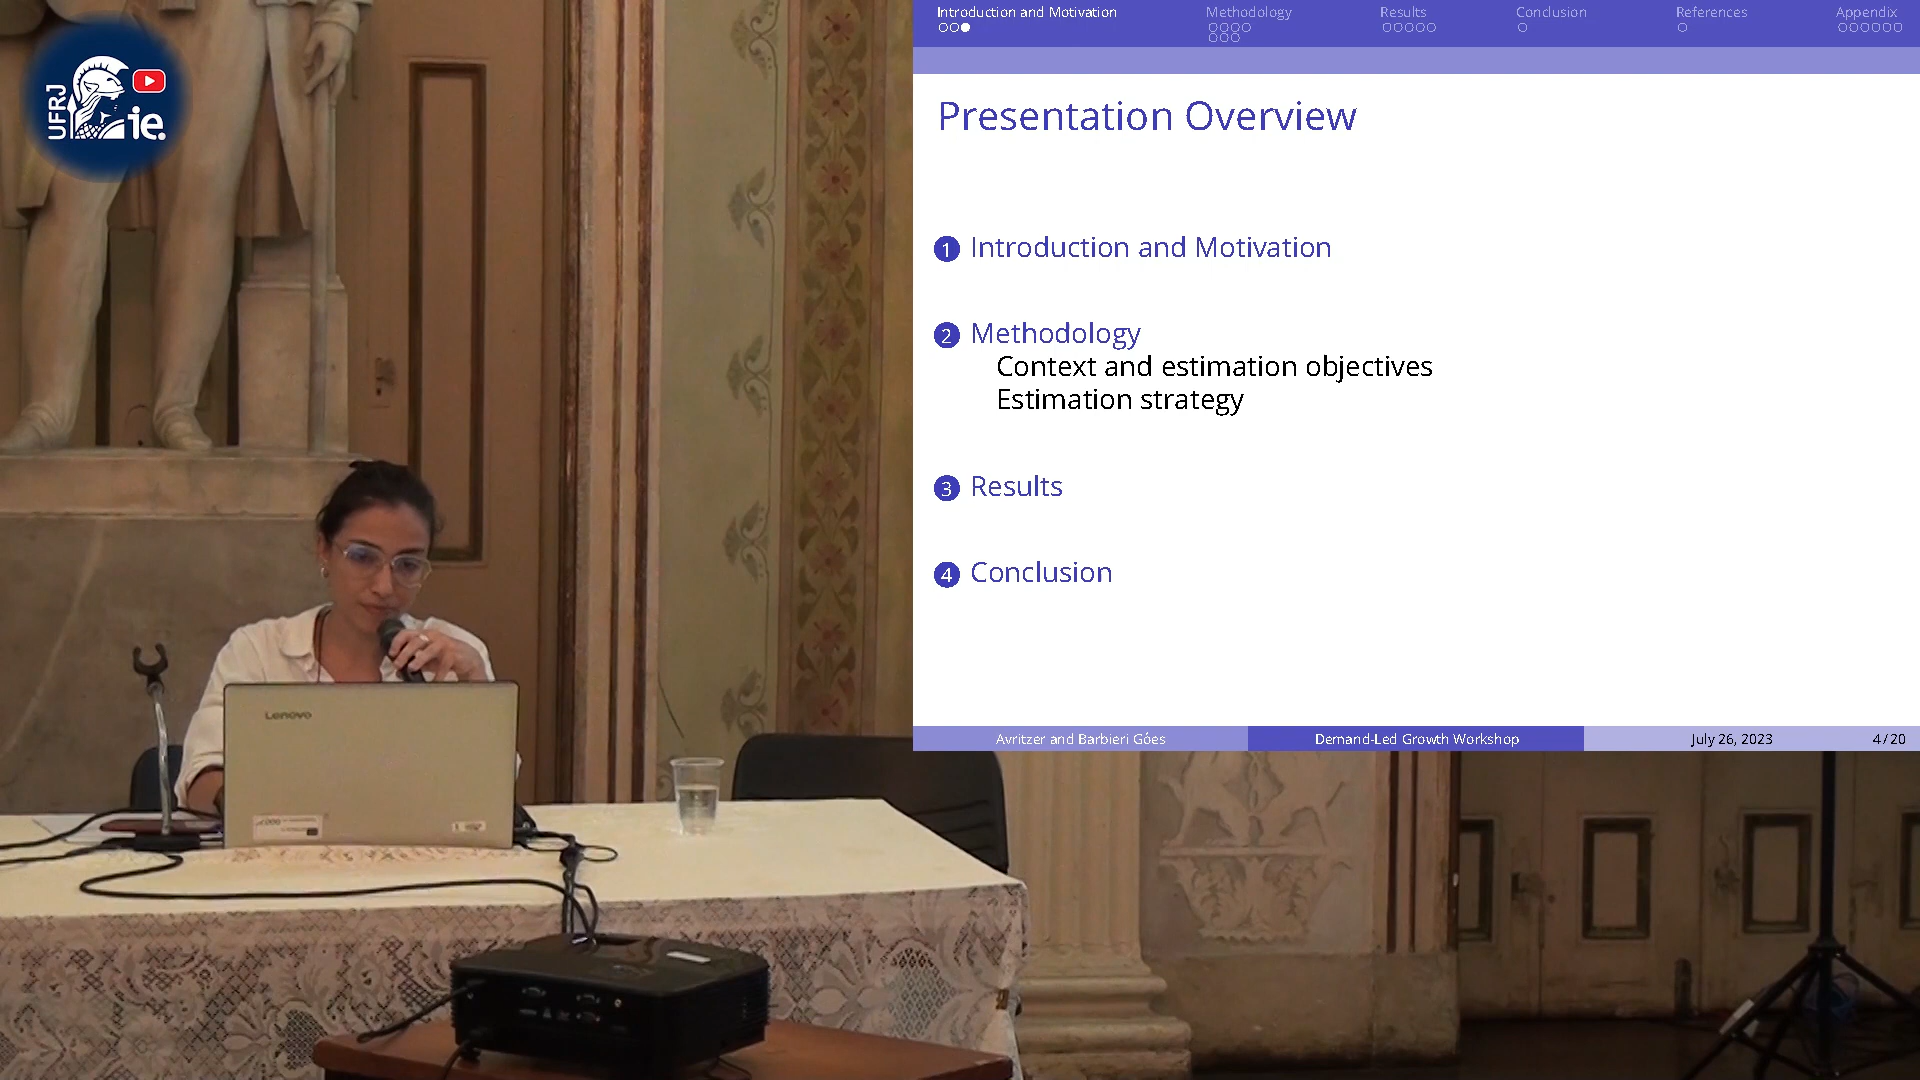 UFRJ
ie.
Lenovo
Introduction and Motivation
Methodology
Results
Conclusion
References
Appendix
Presentation Overview
1 Introduction and Motivation
2 Methodology
Context and estimation objectives
Estimation strategy
3 Results
4 Conclusion
Avritzer and Barbieri Góes
Demand-Led Growth Workshop
July 26, 2023
4 / 20